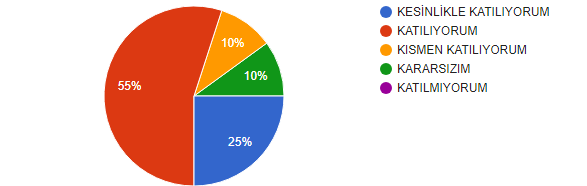 KESİNLİKLE KATILIYORUM
KATILIYORUM
KISMEN KATILIYORUM
KARARSIZIM
KATILMIYORUM
10%
10%
55%
25%